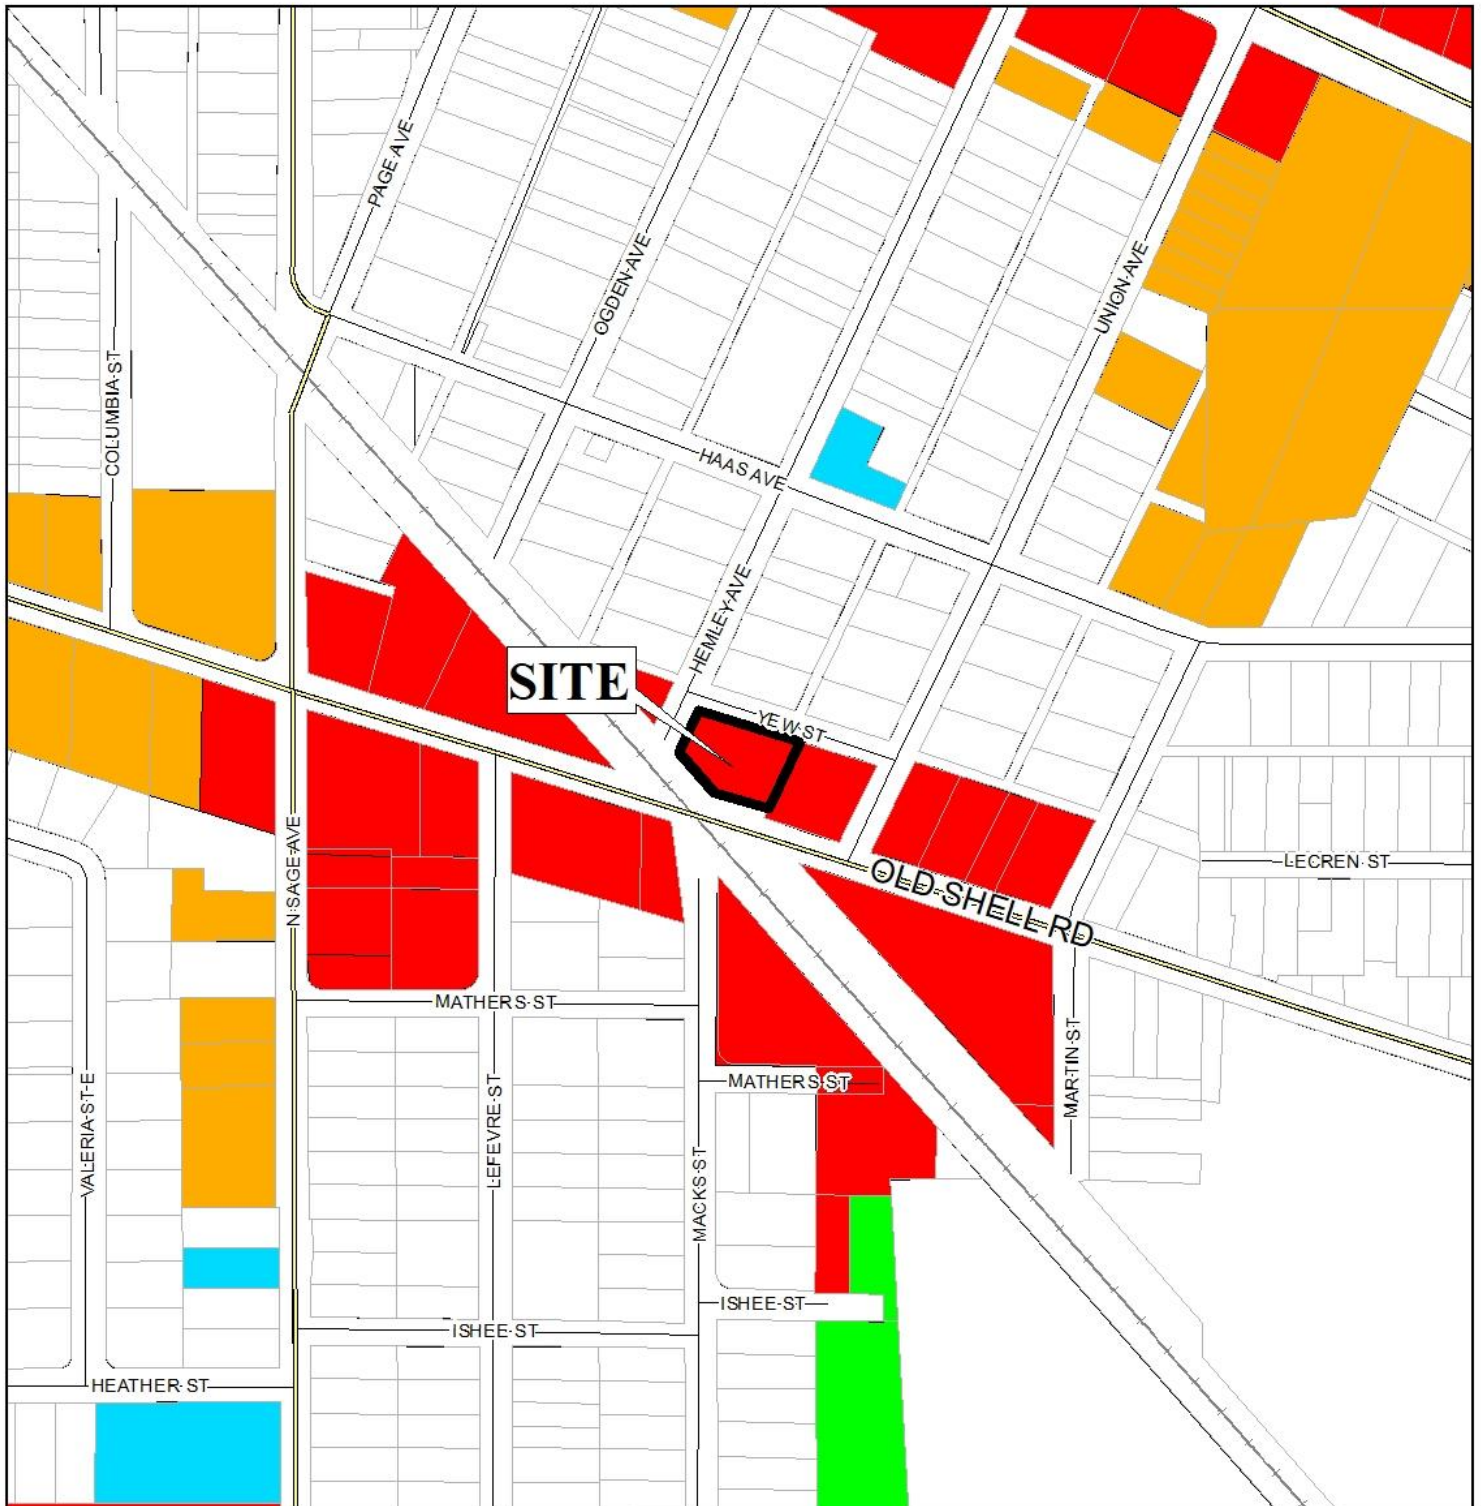 PAGE AVE
OGDEN AVE
UNION AVE
COLUMBIA ST
HAAS AVE
HEMLEY AVE
SITE
YEW ST
N SAGE AVE
OLD SHELL RD
LECREN ST
MATHERS ST
MATHERS ST
VALERIA ST E
LEFEVRE ST
MACKS ST
MARTIN ST
ISHEE ST
ISHEE ST
HEATHER ST